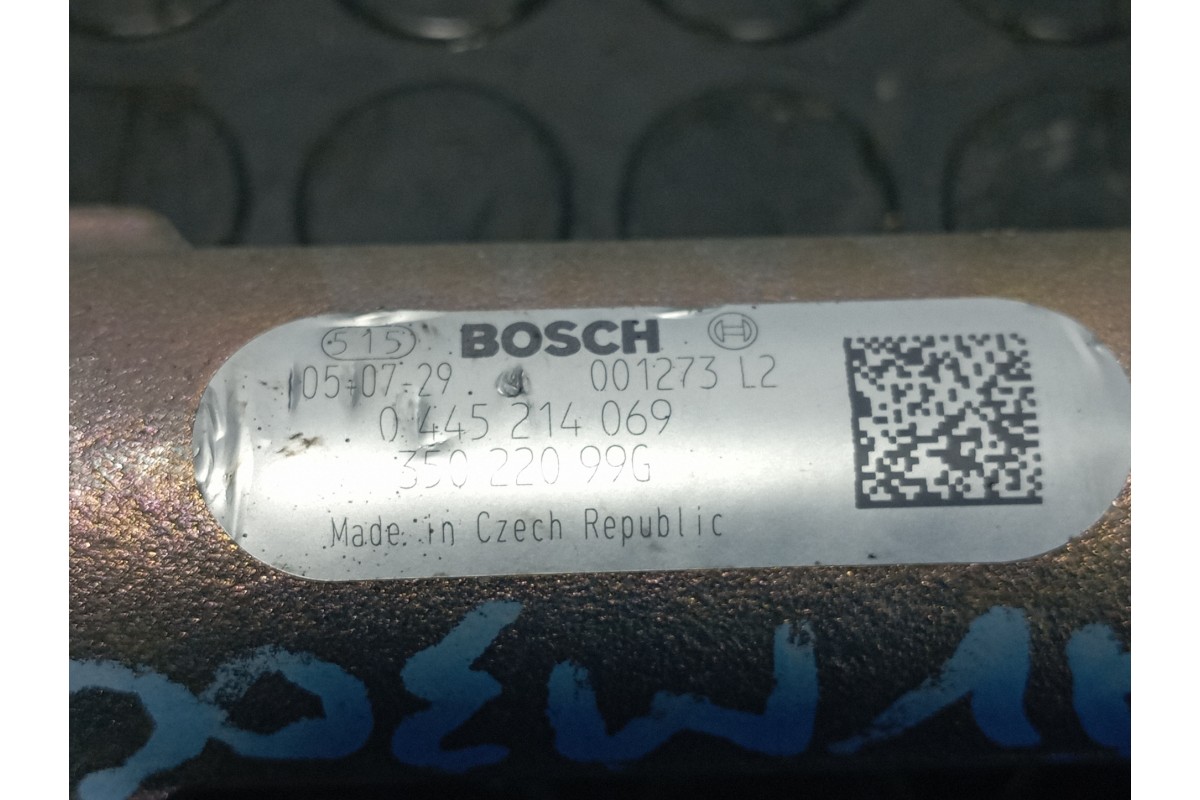 515 BOSCH
05-07-29 001273 L2
0 445 214 069
350 220 99G
Made in Czech Republic